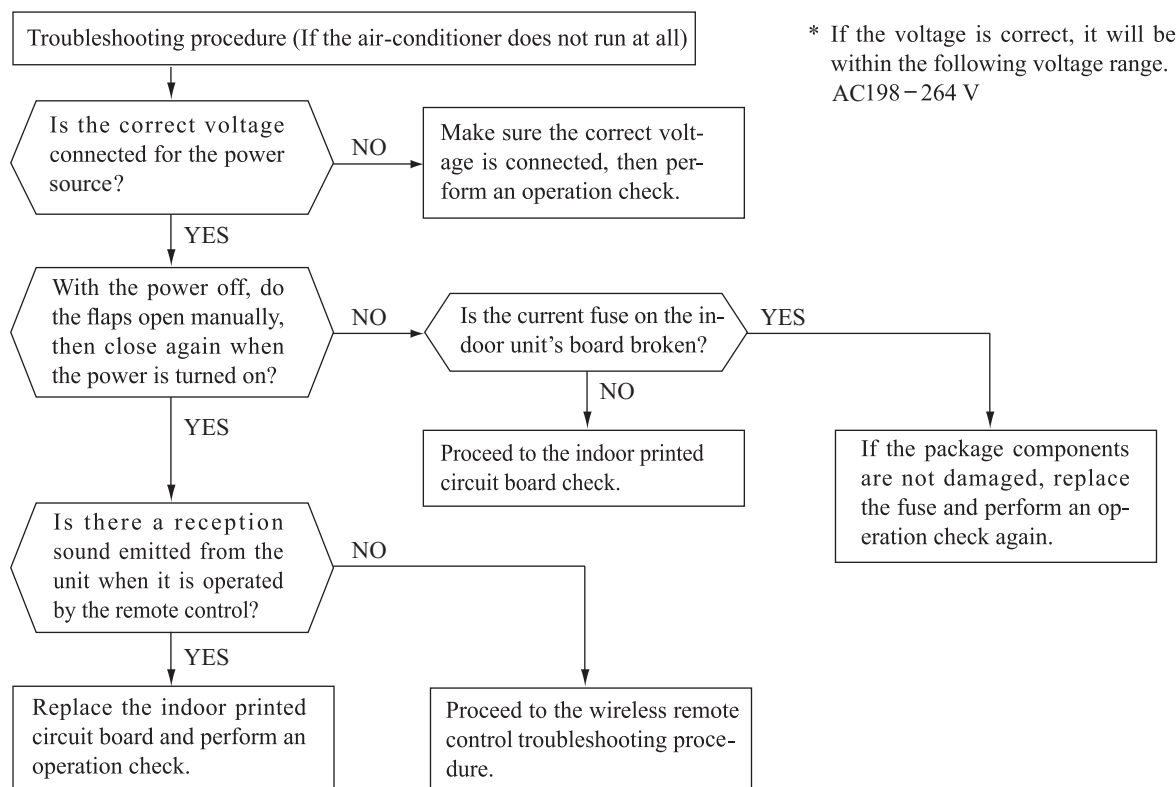 Troubleshooting procedure (If the air-conditioner does not run at all)
* If the voltage is correct, it will be
within the following voltage range.
AC198−264 V
Is the correct voltage
connected for the power
source?
NO
Make sure the correct volt-
age is connected, then per-
form an operation check.
YES
With the power off, do
the flaps open manually,
then close again when
the power is turned on?
NO
Is the current fuse on the in-
door unit's board broken?
YES
NO
YES
Proceed to the indoor printed
circuit board check.
If the package components
are not damaged, replace
the fuse and perform an op-
eration check again.
Is there a reception
sound emitted from the
unit when it is operated
by the remote control?
NO
YES
Replace the indoor printed
circuit board and perform an
operation check.
Proceed to the wireless remote
control troubleshooting proce-
dure.